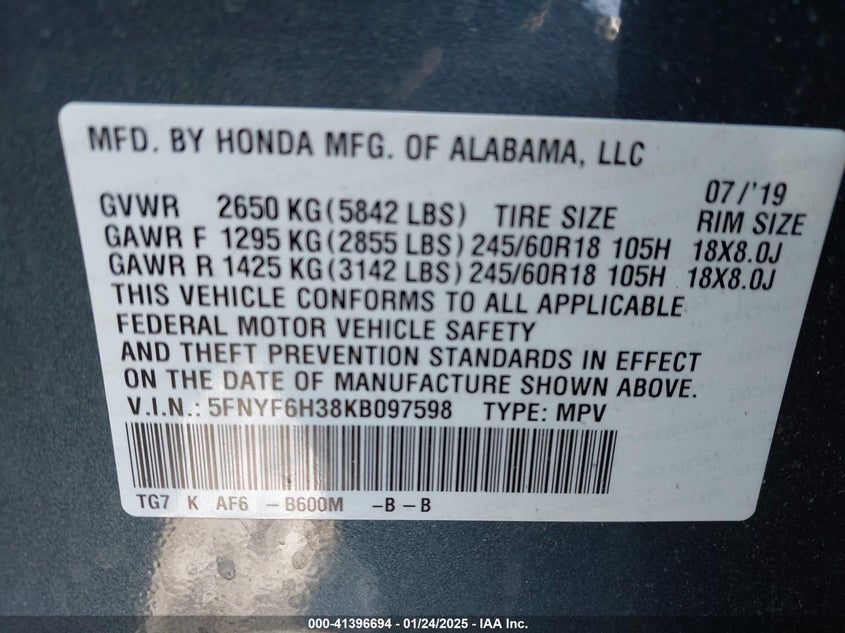 MFD. BY HONDA MFG. OF ALABAMA, LLC
07/'19
GVWR 2650 KG (5842 LBS) TIRE SIZE RIM SIZE
GAWR F 1295 KG (2855 LBS) 245/60R18 105H 18X8.0J
GAWR R 1425 KG (3142 LBS) 245/60R18 105H 18X8.0J
THIS VEHICLE CONFORMS TO ALL APPLICABLE
FEDERAL MOTOR VEHICLE SAFETY
AND THEFT PREVENTION STANDARDS IN EFFECT
ON THE DATE OF MANUFACTURE SHOWN ABOVE.
V.I.N.: 5FNYF6H38KB097598 TYPE: MPV
TG7 K AF6 - B600M - B - B
000-41396694 - 01/24/2025 - IAA Inc.